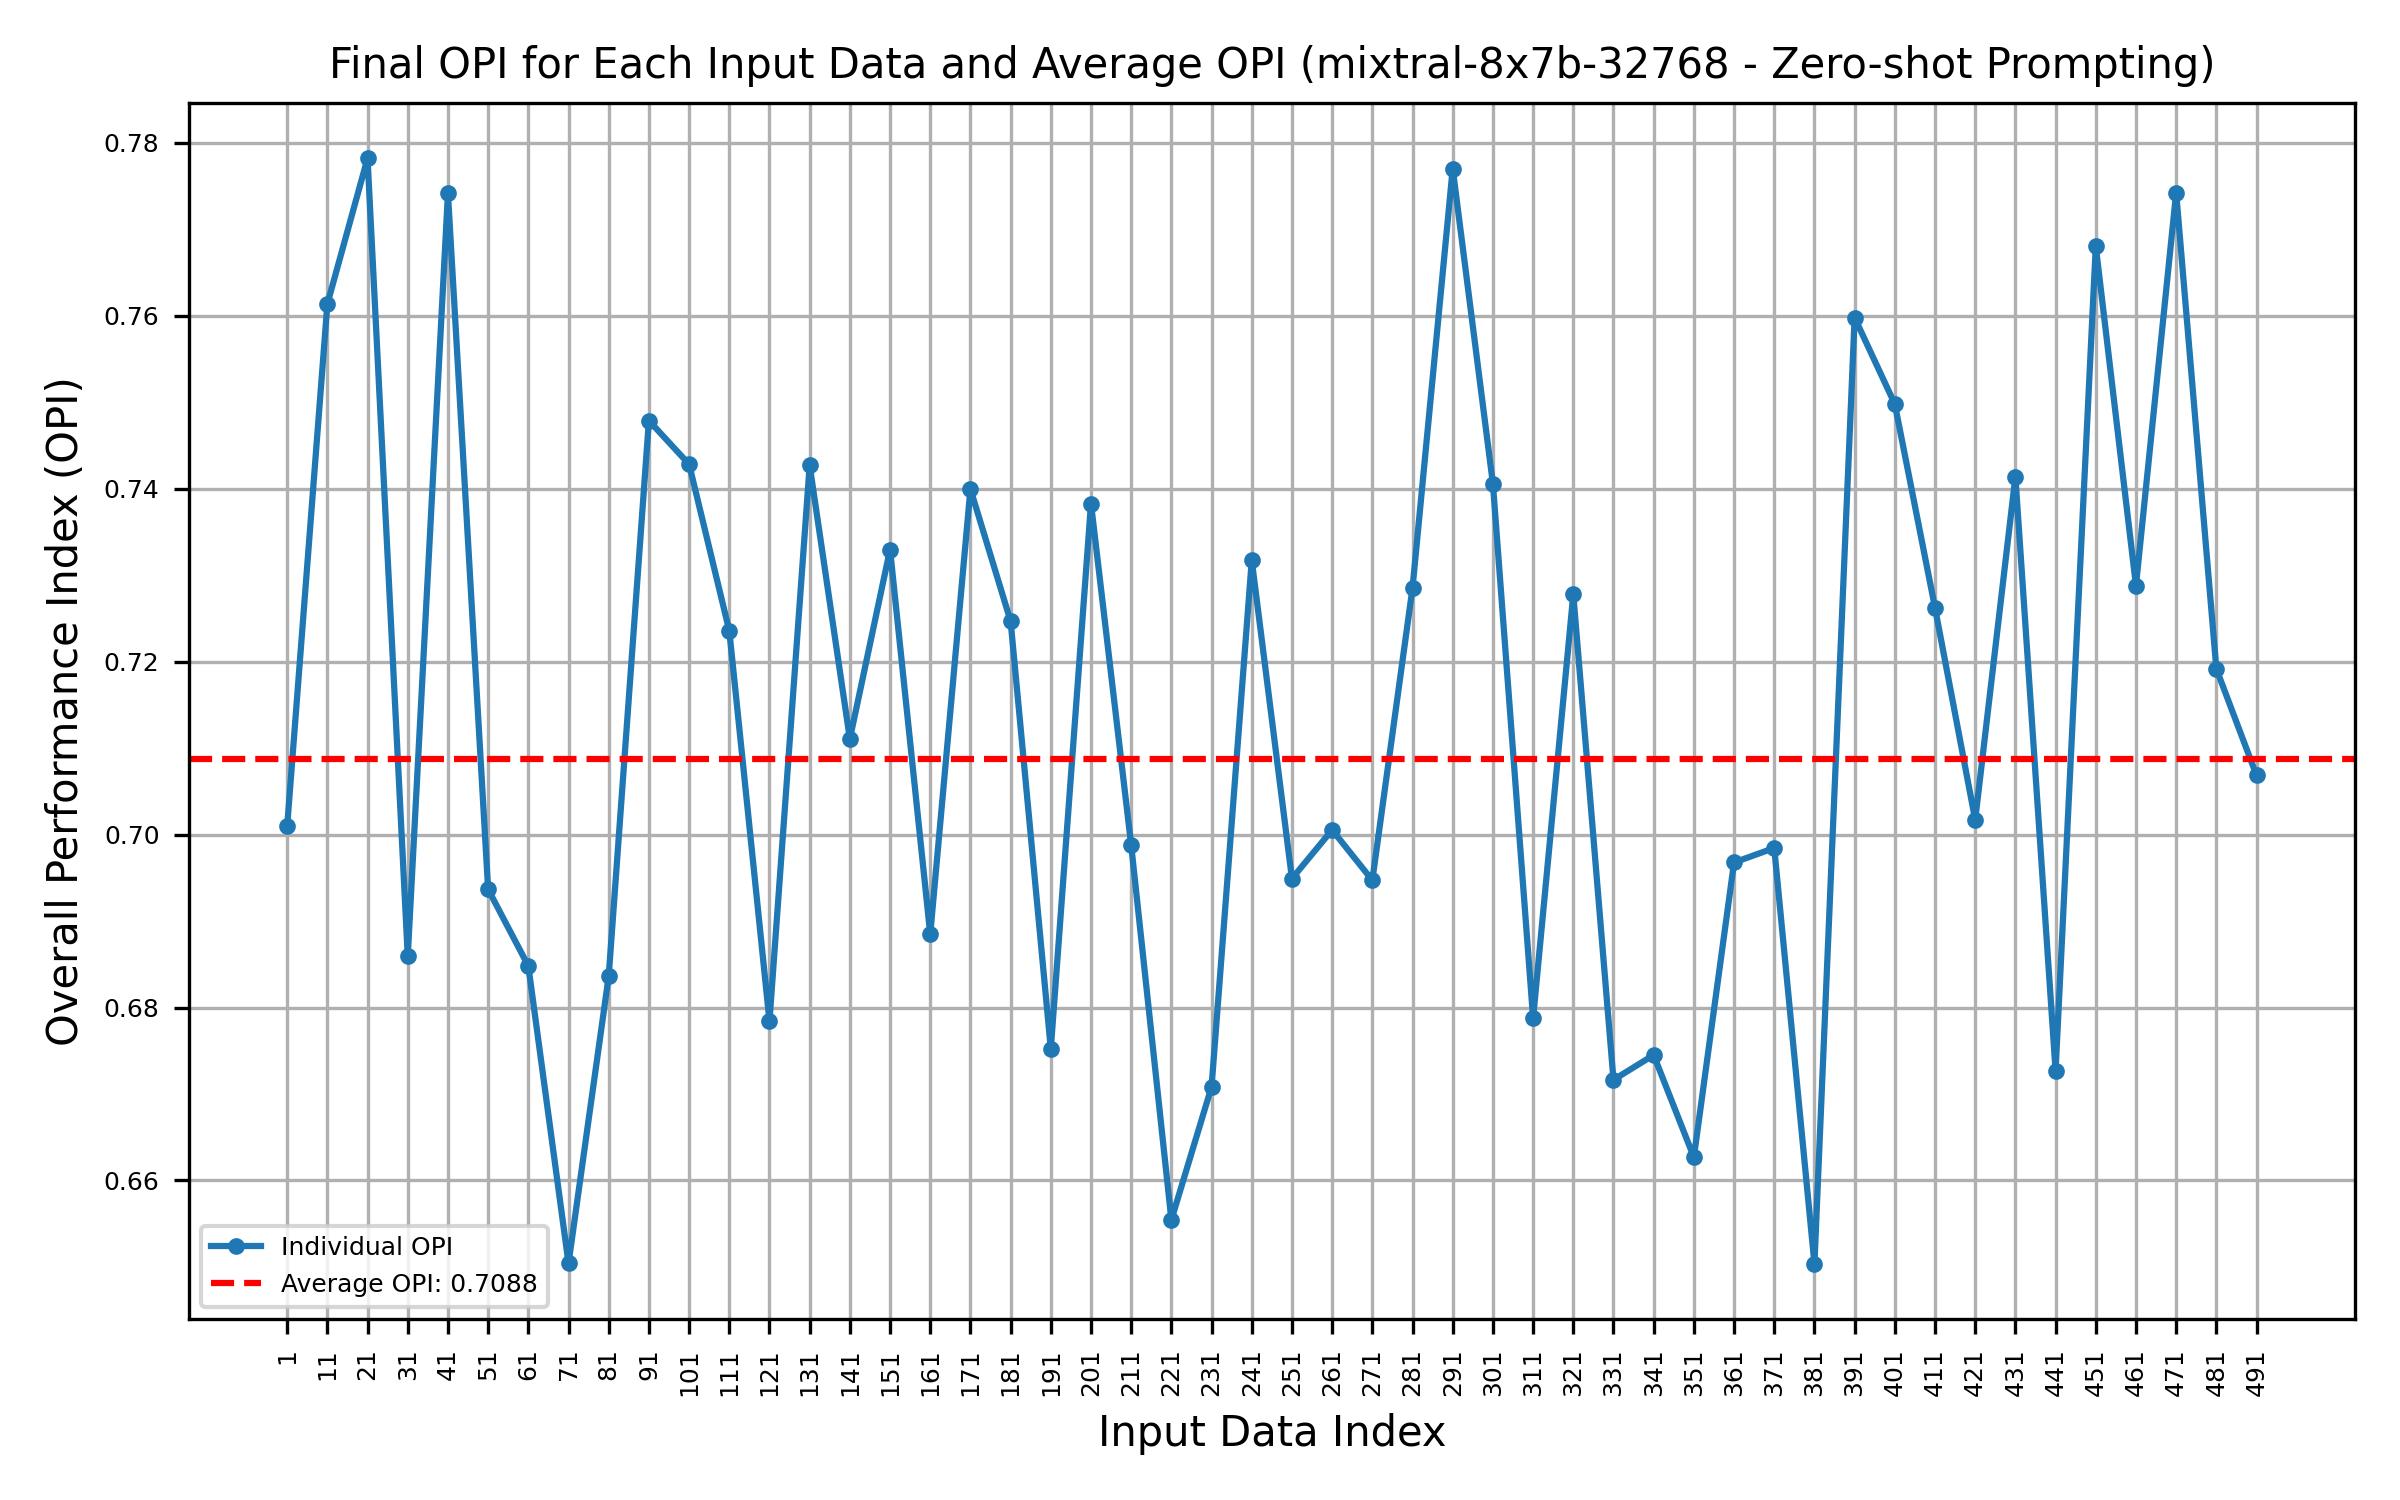 Final OPI for Each Input Data and Average OPI (mixtral-8x7b-32768 - Zero-shot Prompting)
Overall Performance Index (OPI)
0.78
0.76
0.74
0.72
0.70
0.68
0.66
Individual OPI
Average OPI: 0.7088
1 11 21 31 41 51 61 71 81 91 101 111 121 131 141 151 161 171 181 191 201 211 221 231 241 251 261 271 281 291 301 311 321 331 341 351 361 371 381 391 401 411 421 431 441 451 461 471 481 491
Input Data Index